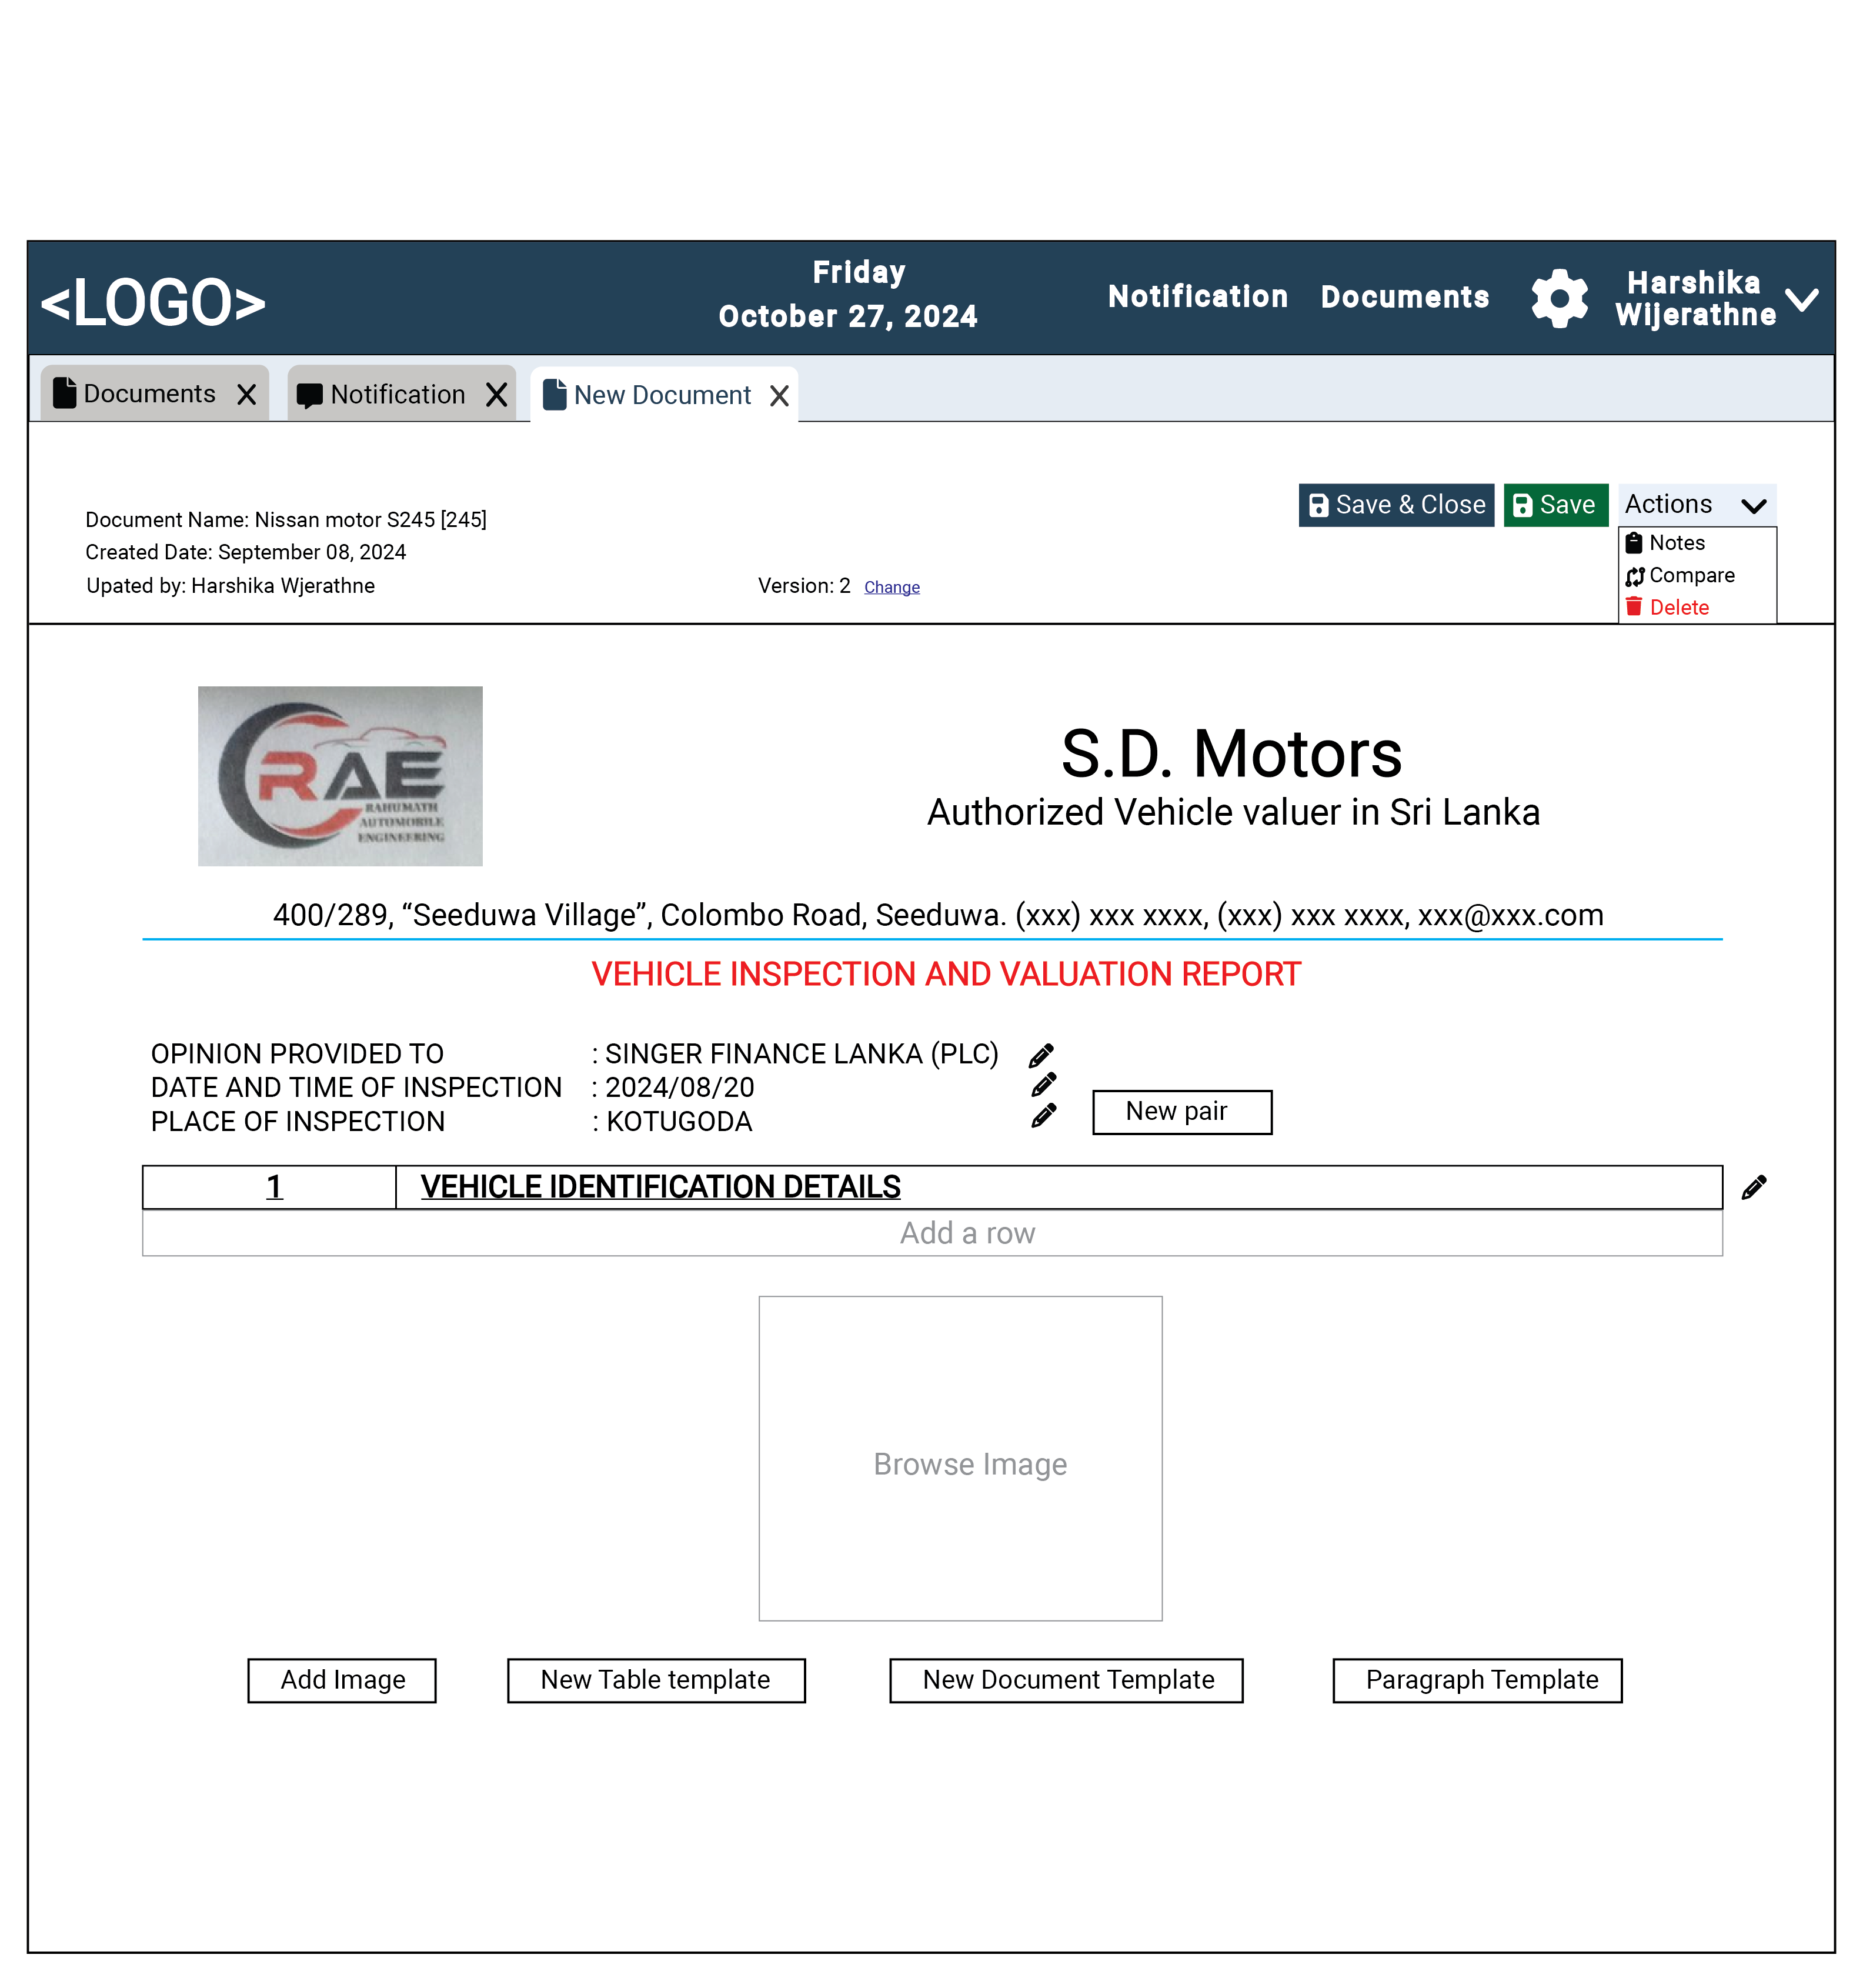 <LOGO>
Friday
October 27, 2024
Notification
Documents
Harshika
Wijerathne
Documents X
Notification X
New Document X
Save & Close
Save
Actions
Notes
Compare
Delete
Document Name: Nissan motor S245 [245]
Created Date: September 08, 2024
Upated by: Harshika Wjerathne
Version: 2 Change
RAE
RAHUMATH
AUTOMOBILE
ENGINEERING
S.D. Motors
Authorized Vehicle valuer in Sri Lanka
400/289, “Seeduwa Village”, Colombo Road, Seeduwa. (xxx) xxx xxxx, (xxx) xxx xxxx, xxx@xxx.com
VEHICLE INSPECTION AND VALUATION REPORT
OPINION PROVIDED TO : SINGER FINANCE LANKA (PLC)
DATE AND TIME OF INSPECTION : 2024/08/20
PLACE OF INSPECTION : KOTUGODA
New pair
1 VEHICLE IDENTIFICATION DETAILS
Add a row
Browse Image
Add Image
New Table template
New Document Template
Paragraph Template